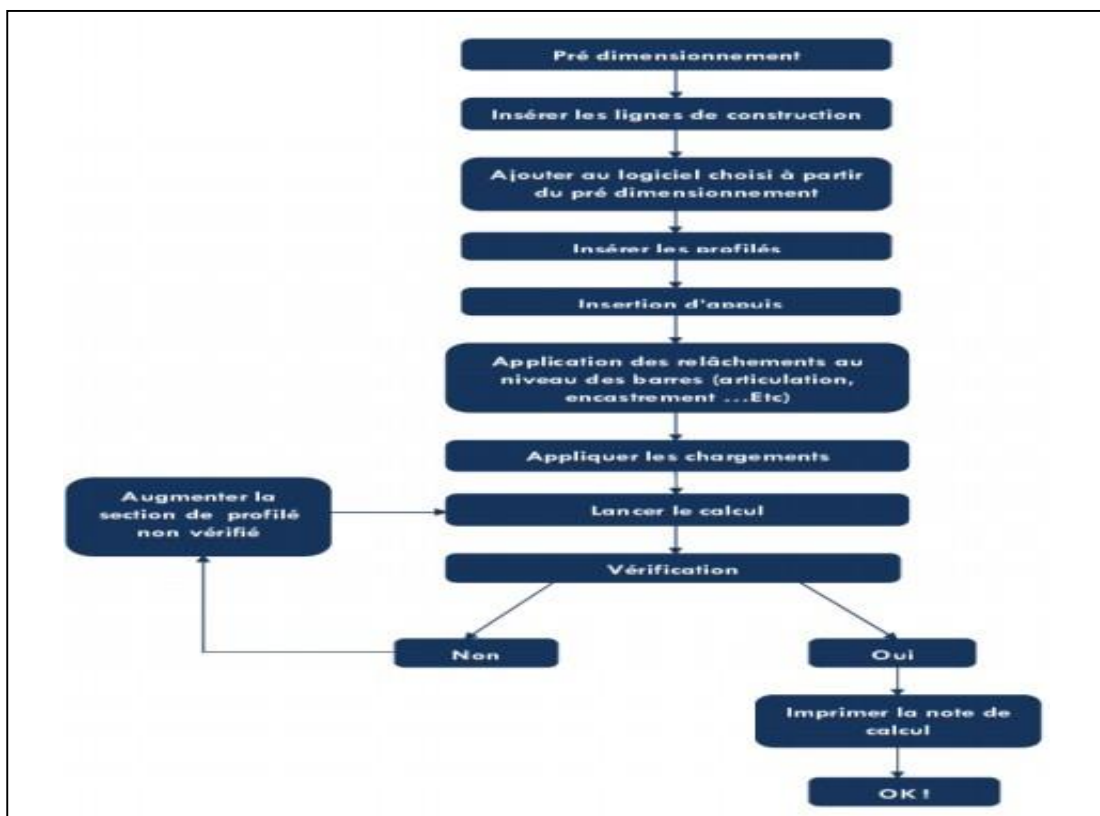 Pré dimensionnement
Insérer les lignes de construction
Ajouter au logiciel choisi à partir
du pré dimensionnement
Insérer les profilés
Insertion d'appuis
Application des relâchements au
niveau des barres (articulation,
encastrement ...Etc)
Appliquer les chargements
Augmenter la
section de profilé
non vérifié
Lancer le calcul
Vérification
Non
Oui
Imprimer la note de
calcul
OK !